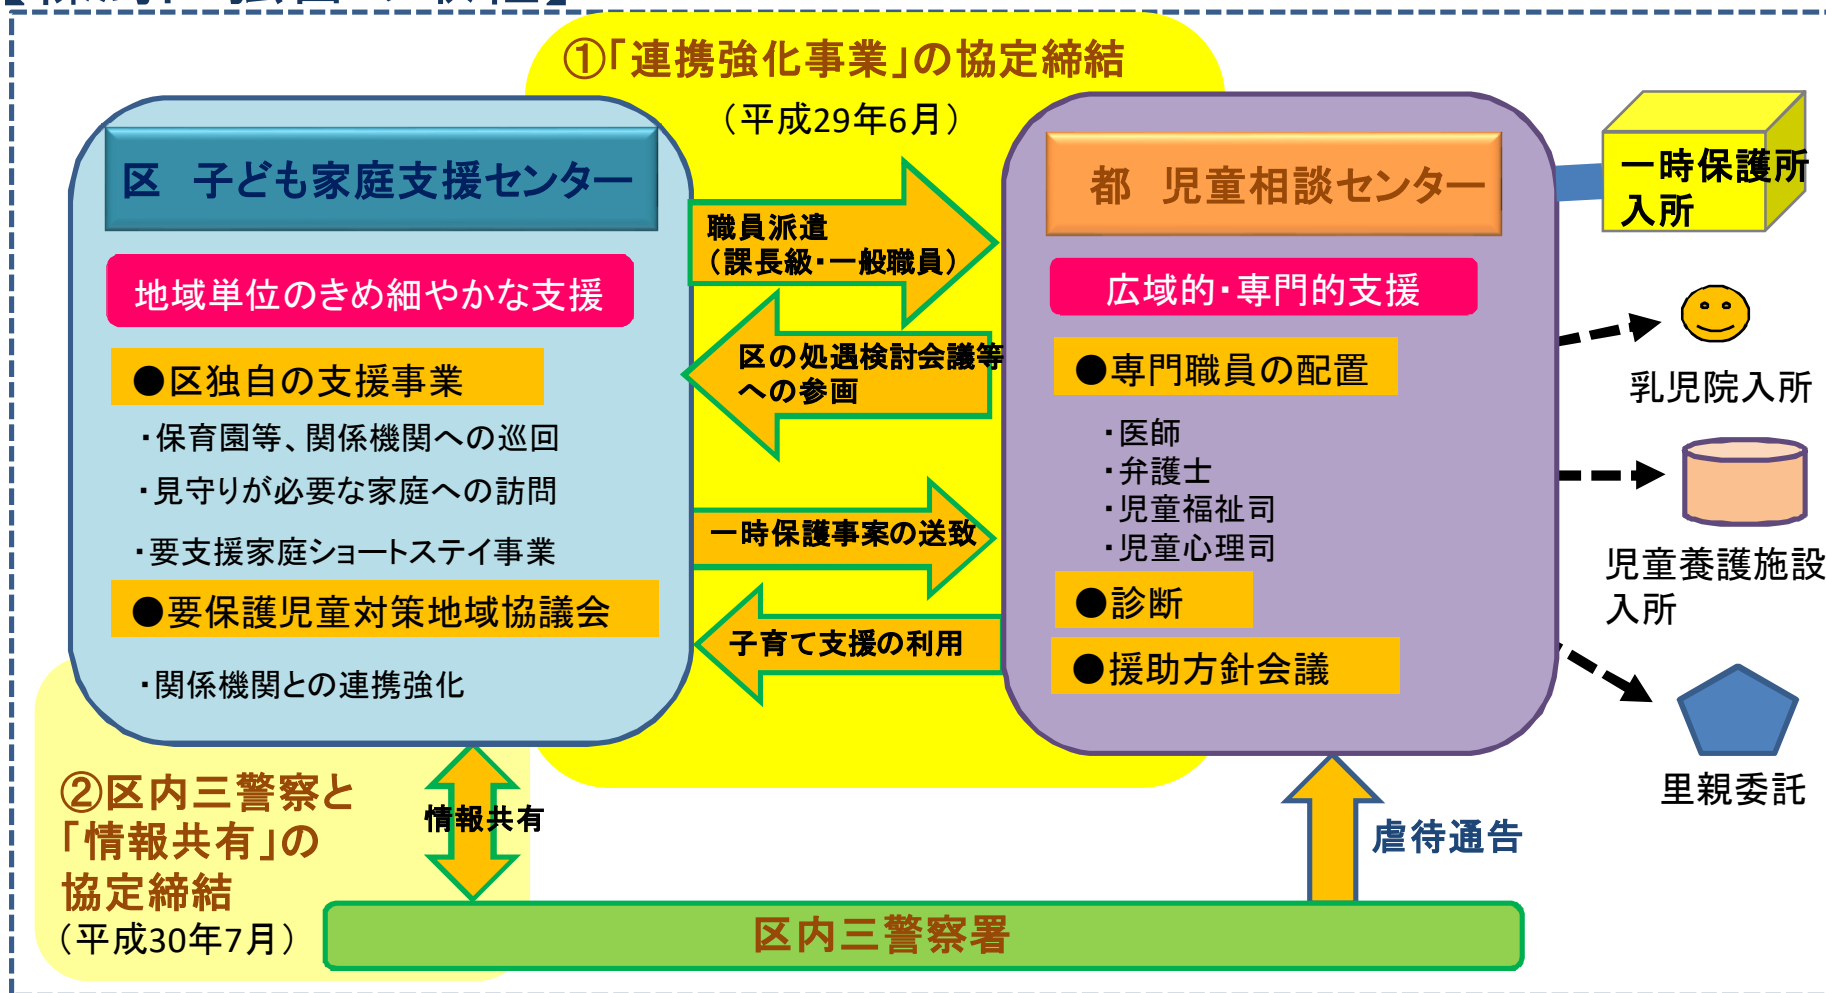 ①「連携強化事業」の協定締結
（平成29年6月）
区　子ども家庭支援センター
地域単位のきめ細やかな支援
●区独自の支援事業
・保育園等、関係機関への巡回
・見守りが必要な家庭への訪問
・要支援家庭ショートステイ事業
●要保護児童対策地域協議会
・関係機関との連携強化
職員派遣
（課長級・一般職員）
区の処遇検討会議等
への参画
一時保護事案の送致
子育て支援の利用
都　児童相談センター
広域的・専門的支援
●専門職員の配置
・医師
・弁護士
・児童福祉司
・児童心理司
●診断
●援助方針会議
一時保護所
入所
乳児院入所
児童養護施設
入所
里親委託
②区内三警察と
「情報共有」の
協定締結
（平成30年7月）
情報共有
虐待通告
区内三警察署